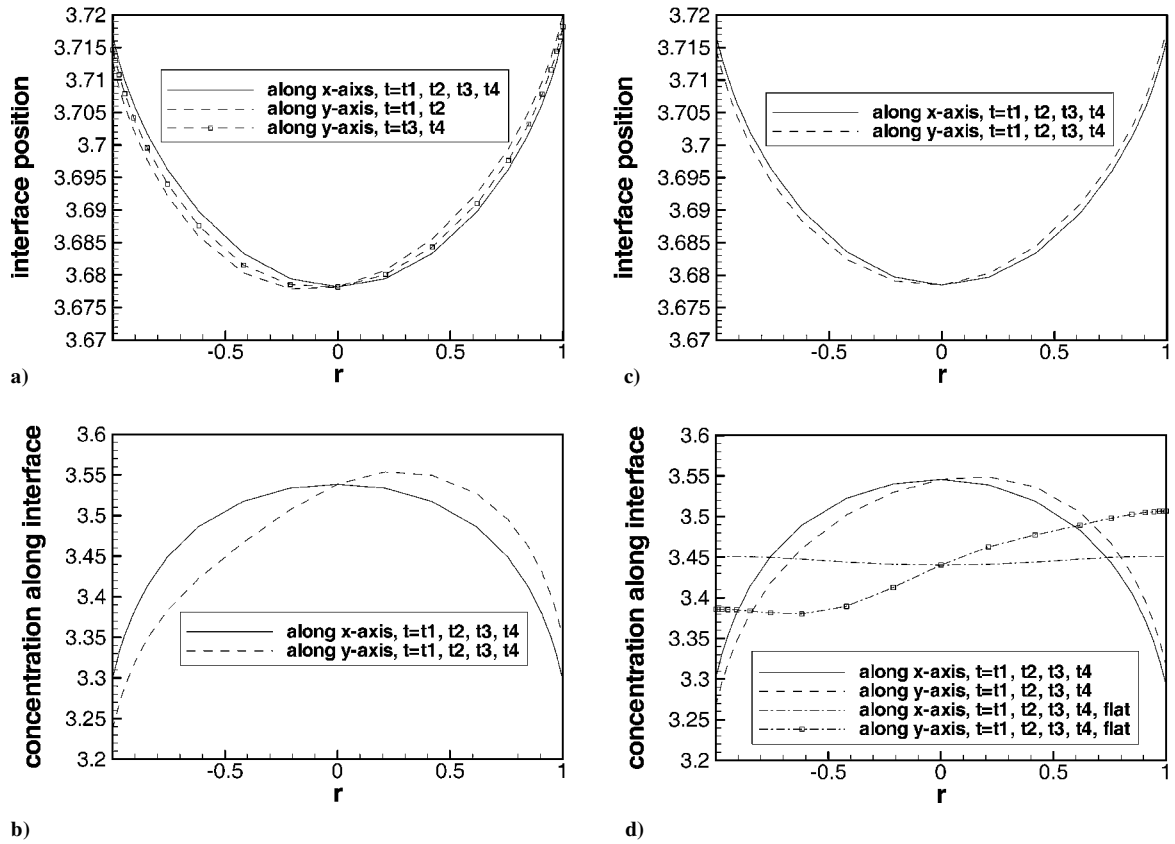 3.72
3.715
3.71
3.705
3.7
3.695
3.69
3.685
3.68
3.675
3.67
interface position
along x-aixs, t=t1, t2, t3, t4
along y-axis, t=t1, t2
along y-axis, t=t3, t4
-0.5
0
0.5
1
r
a)
3.72
3.715
3.71
3.705
3.7
3.695
3.69
3.685
3.68
3.675
3.67
interface position
along x-axis, t=t1, t2, t3, t4
along y-axis, t=t1, t2, t3, t4
-0.5
0
0.5
1
r
c)
3.6
3.55
3.5
3.45
3.4
3.35
3.3
3.25
3.2
concentration along interface
along x-axis, t=t1, t2, t3, t4
along y-axis, t=t1, t2, t3, t4
-0.5
0
0.5
1
r
b)
3.6
3.55
3.5
3.45
3.4
3.35
3.3
3.25
3.2
concentration along interface
along x-axis, t=t1, t2, t3, t4
along y-axis, t=t1, t2, t3, t4
along x-axis, t=t1, t2, t3, t4, flat
along y-axis, t=t1, t2, t3, t4, flat
-0.5
0
0.5
1
r
d)